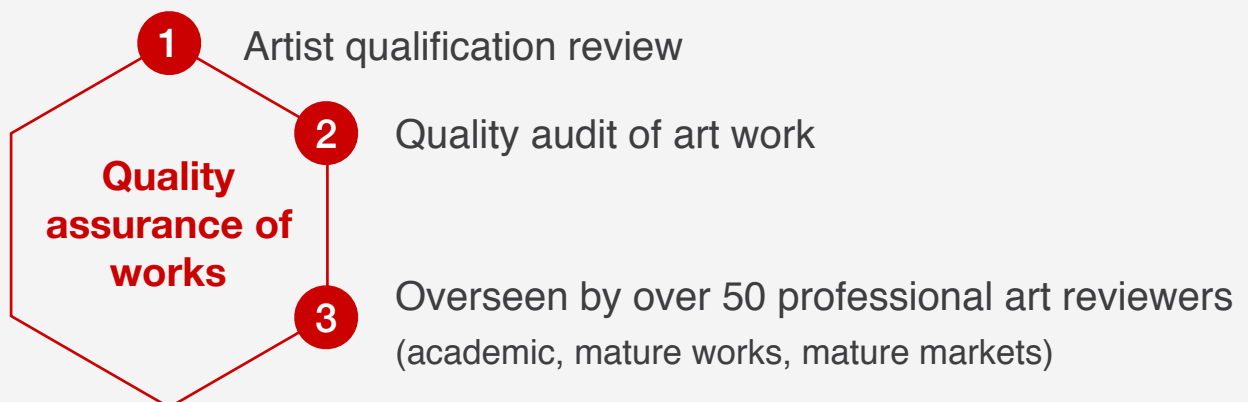 1 Artist qualification review
2 Quality audit of art work
Quality
assurance of
works
3 Overseen by over 50 professional art reviewers
(academic, mature works, mature markets)